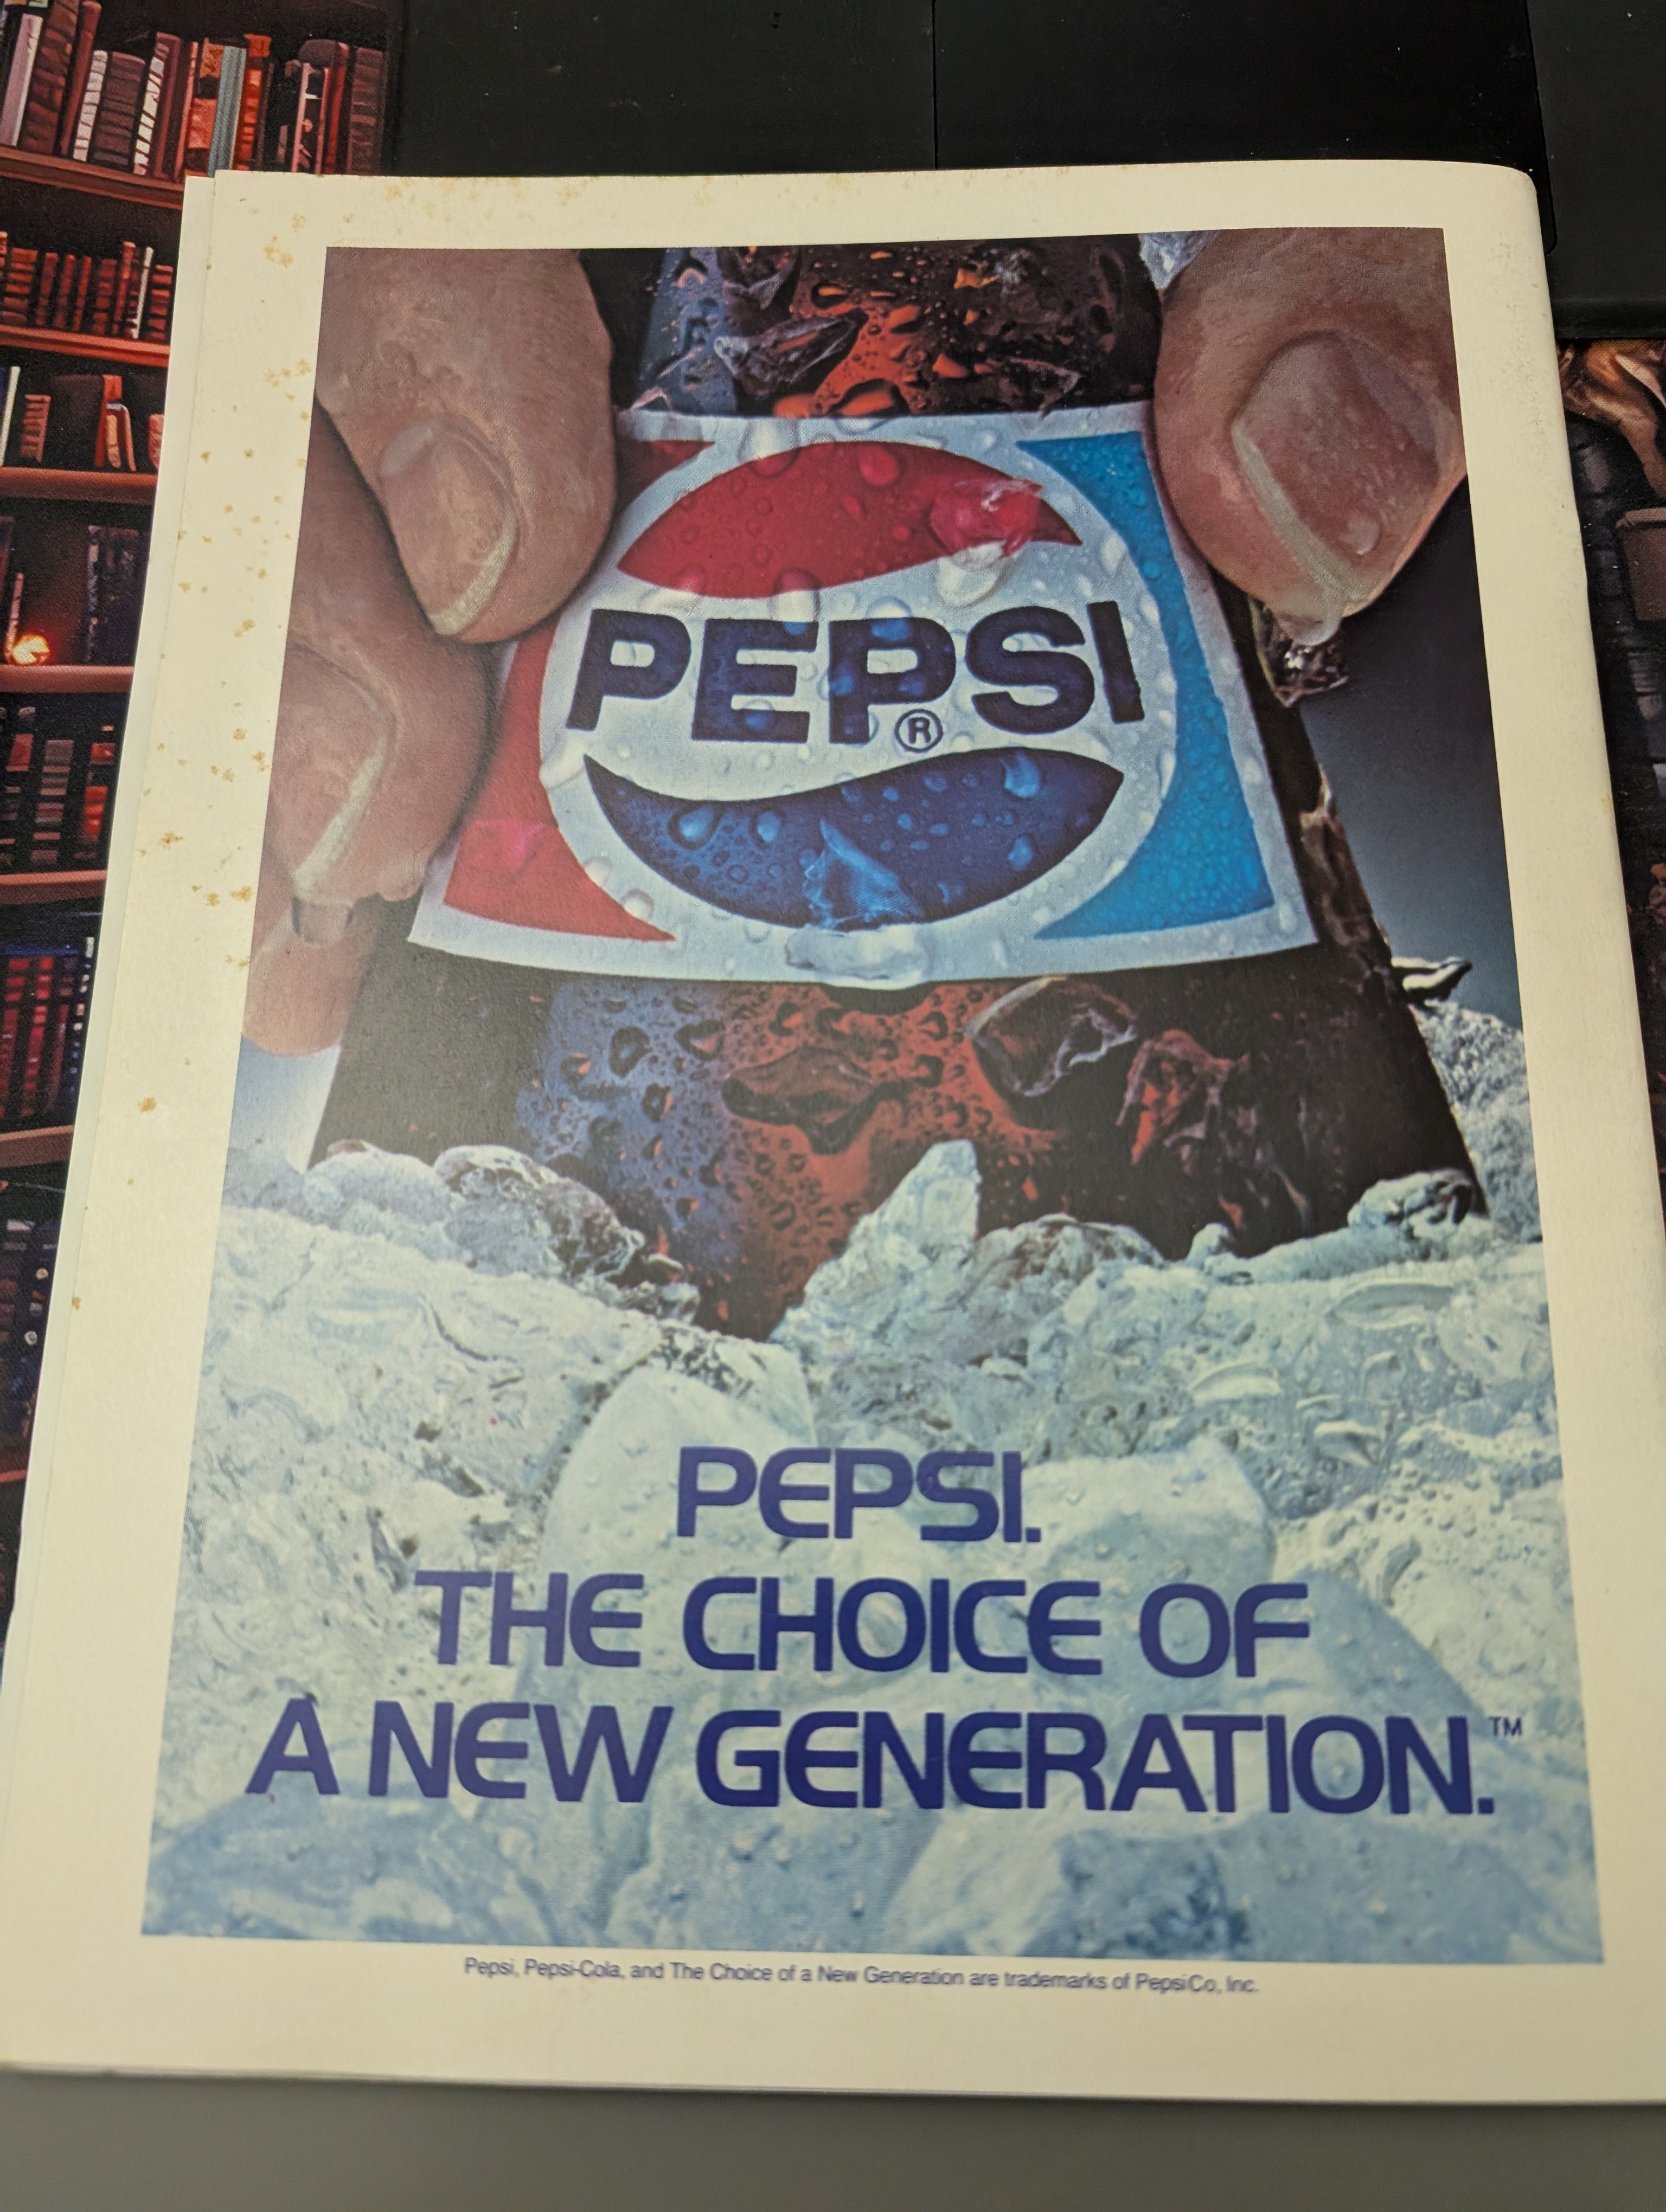 PEPSI
®
PEPSI.
THE CHOICE OF
A NEW GENERATION.™
Pepsi, Pepsi-Cola, and The Choice of a New Generation are trademarks of PepsiCo, Inc.